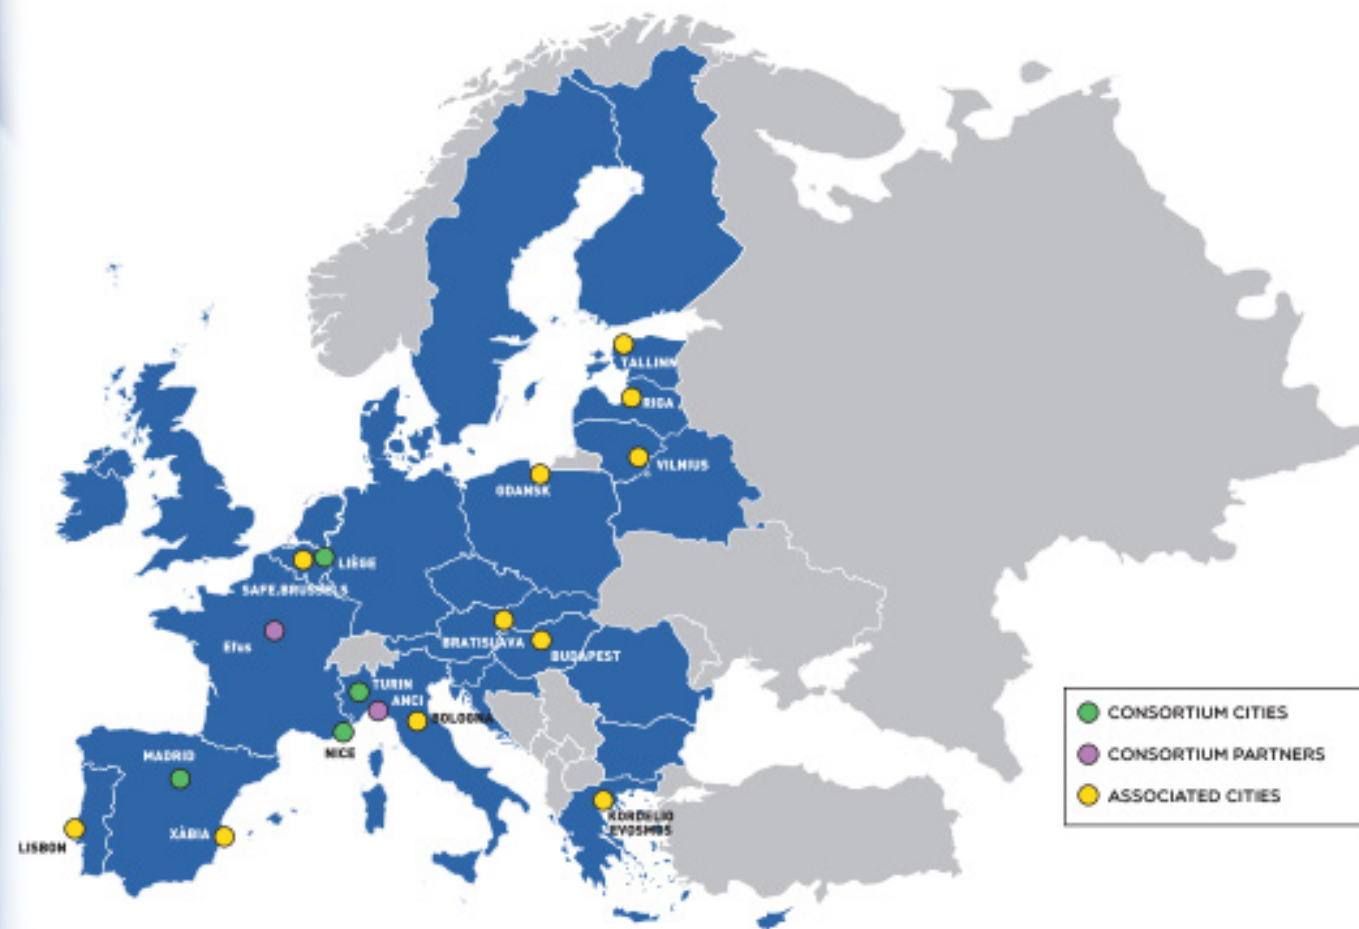 TALLINN
RIGA
VILNIUS
GDANSK
LIÈGE
SAFE.BRUSSELS
Efus
BRATISLAVA
BUDAPEST
TURIN
ANCI
BOLOGNA
NICE
MADRID
LISBON
XÀBIA
KORDELIO
EVOSMOS
CONSORTIUM CITIES
CONSORTIUM PARTNERS
ASSOCIATED CITIES